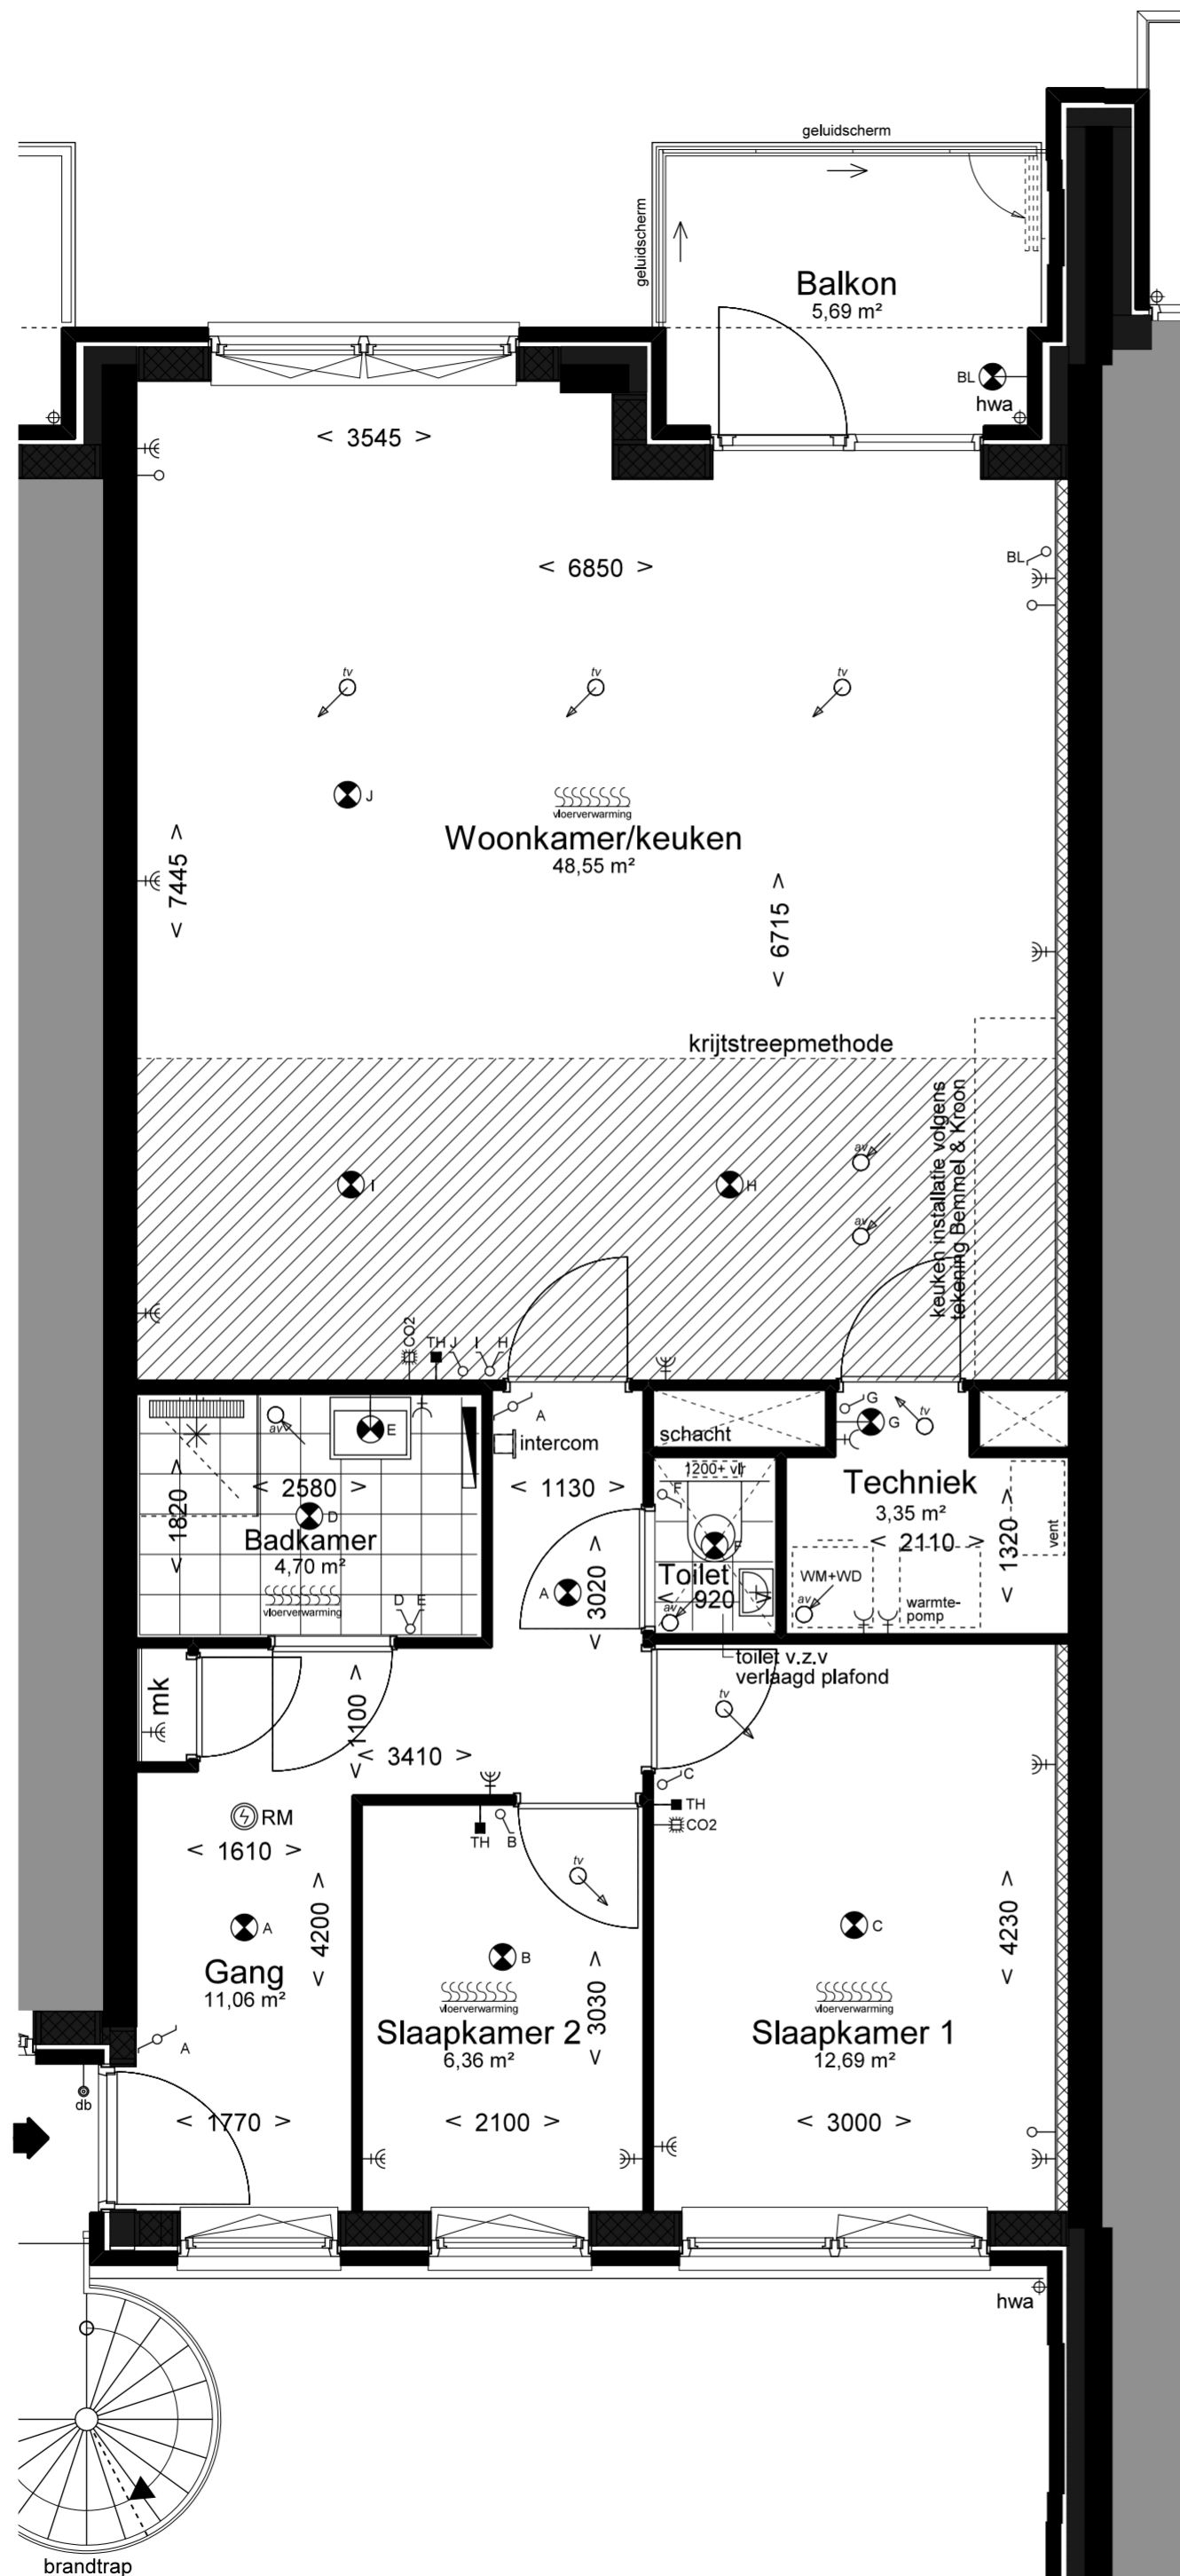 geluidscherm
geluidscherm
Balkon
5,69 m²
BL
hwa
< 3545 >
< 6850 >
BL
tv
tv
tv
J
vloerverwarming
Woonkamer/keuken
48,55 m²
< 7445 >
< 6715 >
krijtstreepmethode
keuken installatie volgens
tekening Bemmel & Kroon
av
I
H
av
CO2
TH
J
I
H
A
G
G
av
E
intercom
schacht
< 2580 >
< 1130 >
1200+ vlr
Techniek
3,35 m²
< 1820 >
D
F
Badkamer
4,70 m²
F
< 2110 >
< 1320 >
vent
vloerverwarming
D E
A
< 3020 >
Toilet
< 920 >
av
WM+WD
av
warmte-
pomp
toilet v.z.v
verlaagd plafond
mk
< 1100 >
< 3410 >
tv
C
TH
CO2
RM
< 1610 >
TH
B
tv
< 4200 >
< 4230 >
A
B
C
Gang
11,06 m²
vloerverwarming
vloerverwarming
Slaapkamer 2
6,36 m²
< 3030 >
Slaapkamer 1
12,69 m²
A
db
< 1770 >
< 2100 >
< 3000 >
hwa
brandtrap